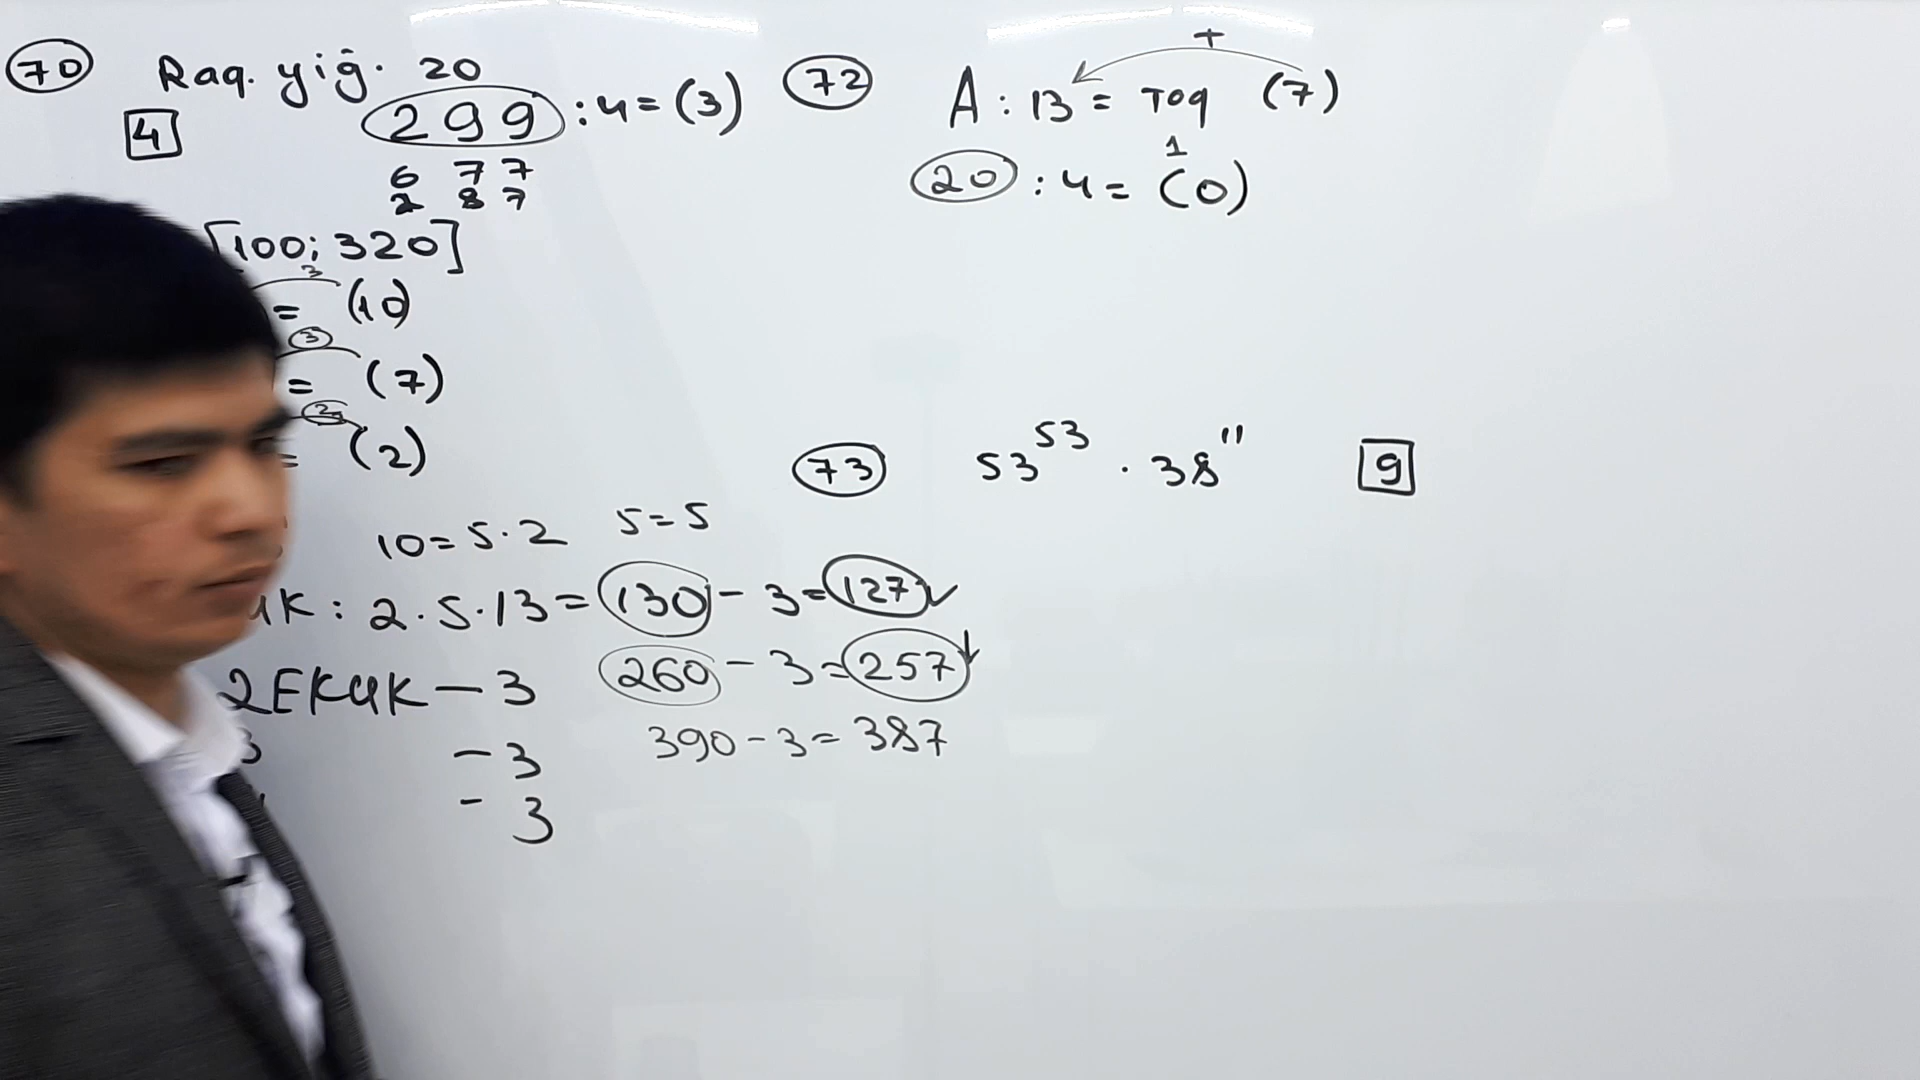 70 Raq. yig'. 20
4 299 : 4 = (3)
6 7 7
2 8 7
[100; 320]
3
= (10)
3
= (7)
2
= (2)
10 = 5 · 2 5 = 5
UK : 2 · 5 · 13 = 130 - 3 = 127 ✓
2EKUK - 3 260 - 3 = 257
3 - 3 390 - 3 = 387
- 3
72 A : 13 = Toq (7)
+
20 : 4 = (0)
1
73 53^53 · 38^11 9